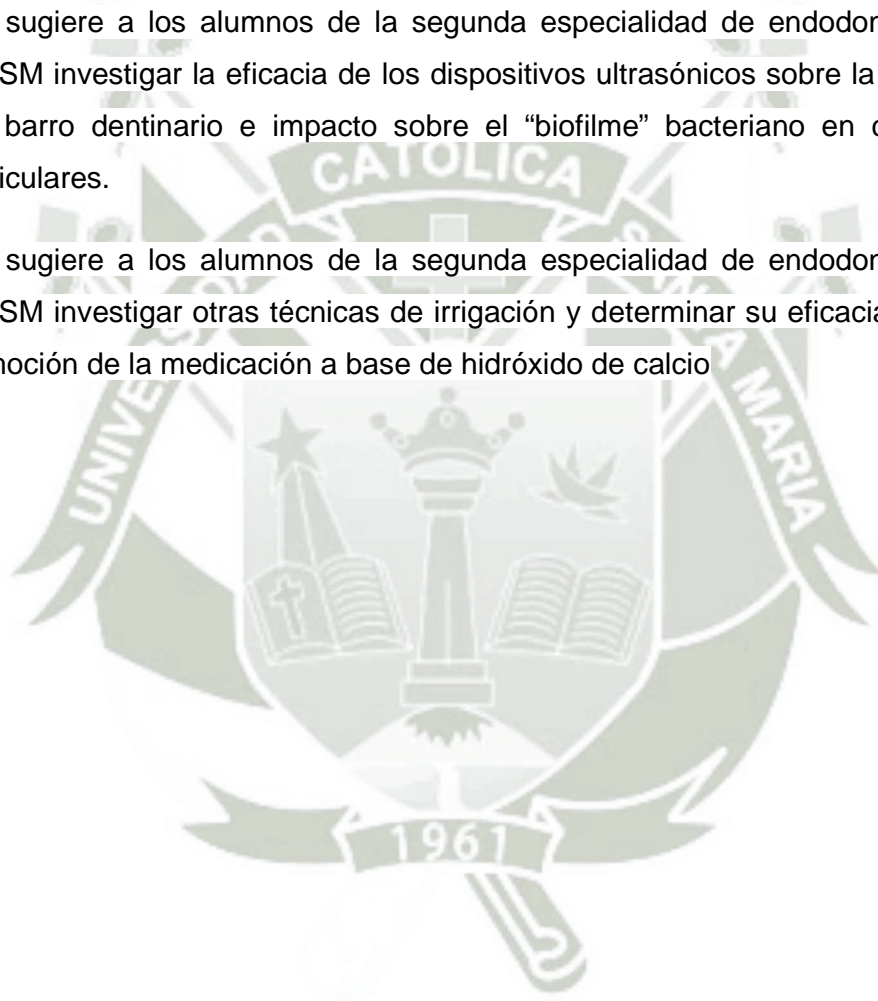 sugiere a los alumnos de la segunda especialidad de endodon
SM investigar la eficacia de los dispositivos ultrasónicos sobre la
barro dentinario e impacto sobre el “biofilme” bacteriano en
iculares.
sugiere a los alumnos de la segunda especialidad de endodon
SM investigar otras técnicas de irrigación y determinar su eficacia
moción de la medicación a base de hidróxido de calcio
CATOLICA
MARIA
1961